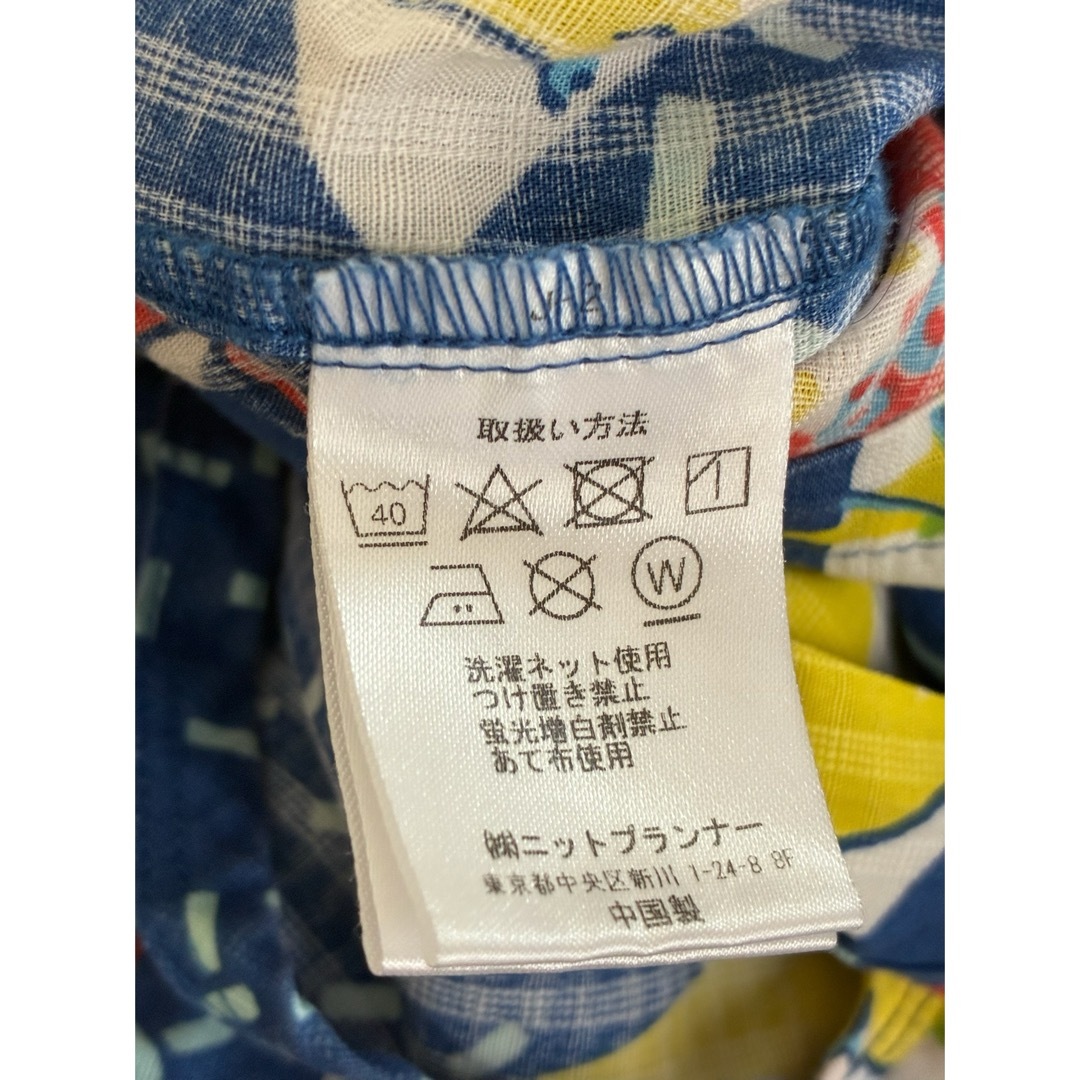 取扱い方法
40
W
洗濯ネット使用
つけ置き禁止
蛍光増白剤禁止
あて布使用
㈱ニットプランナー
東京都中央区新川 1-24-8 8F
中国製